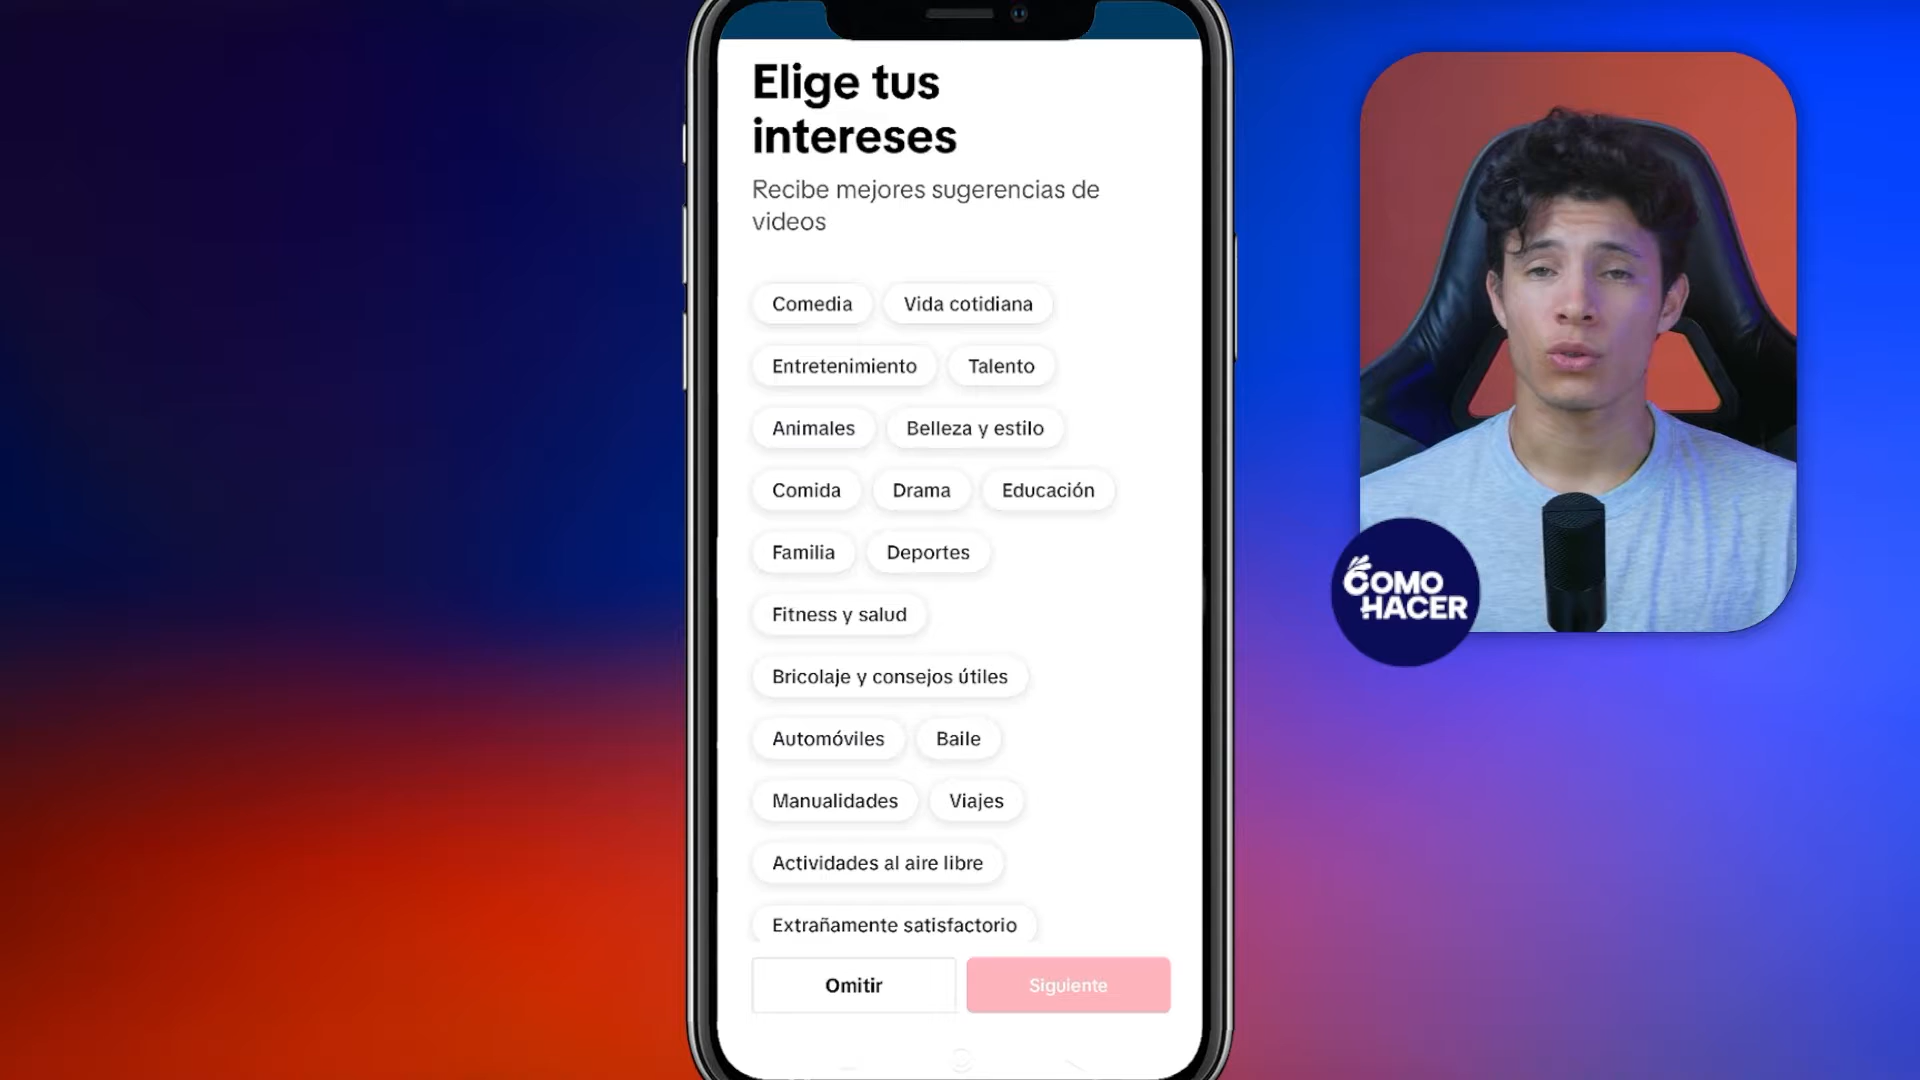 Elige tus
intereses
Recibe mejores sugerencias de
videos
Comedia
Vida cotidiana
Entretenimiento
Talento
Animales
Belleza y estilo
Comida
Drama
Educación
Familia
Deportes
Fitness y salud
Bricolaje y consejos útiles
Automóviles
Baile
Manualidades
Viajes
Actividades al aire libre
Extrañamente satisfactorio
Omitir
Siguiente
COMO
HACER